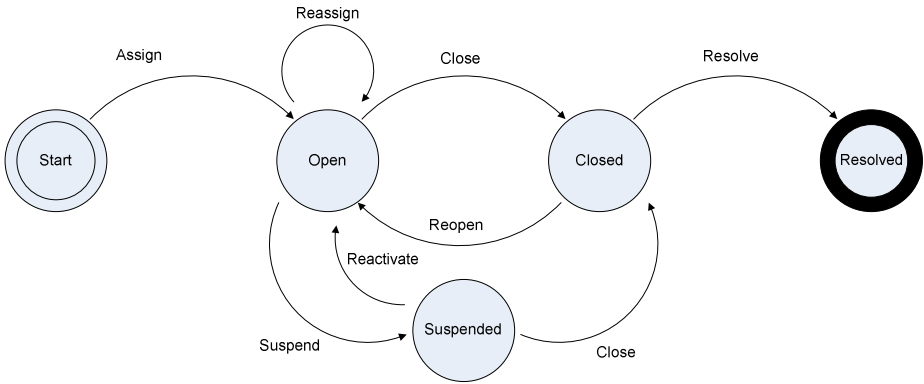 Reassign
Assign
Close
Resolve
Start
Open
Closed
Resolved
Reopen
Reactivate
Suspended
Suspend
Close